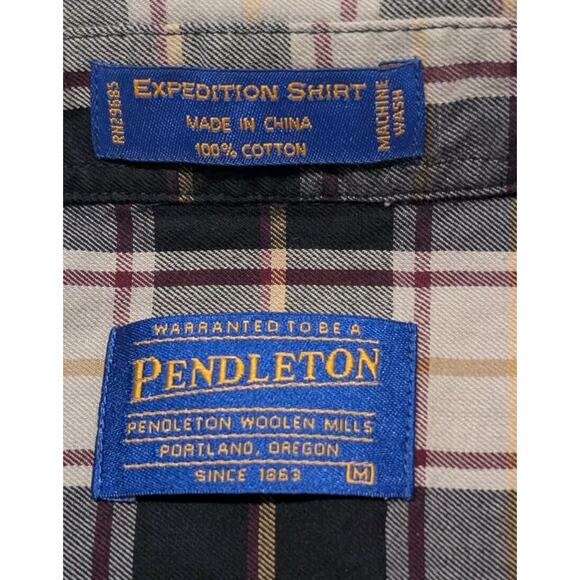 RN29685
EXPEDITION SHIRT
MADE IN CHINA
100% COTTON
MACHINE
WASH
WARRANTED TO BE A
PENDLETON
PENDLETON WOOLEN MILLS
PORTLAND, OREGON
SINCE 1863
M